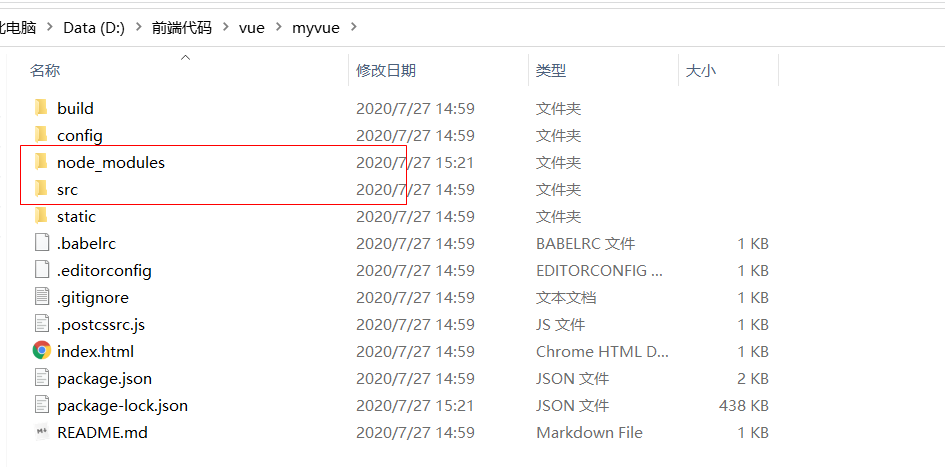 此电脑 > Data (D:) > 前端代码 > vue > myvue >
名称 修改日期 类型 大小
build 2020/7/27 14:59 文件夹
config 2020/7/27 14:59 文件夹
node_modules 2020/7/27 15:21 文件夹
src 2020/7/27 14:59 文件夹
static 2020/7/27 14:59 文件夹
.babelrc 2020/7/27 14:59 BABELRC 文件 1 KB
.editorconfig 2020/7/27 14:59 EDITORCONFIG ... 1 KB
.gitignore 2020/7/27 14:59 文本文档 1 KB
.postcssrc.js 2020/7/27 14:59 JS 文件 1 KB
index.html 2020/7/27 14:59 Chrome HTML D... 1 KB
package.json 2020/7/27 14:59 JSON 文件 2 KB
package-lock.json 2020/7/27 15:21 JSON 文件 438 KB
README.md 2020/7/27 14:59 Markdown File 1 KB